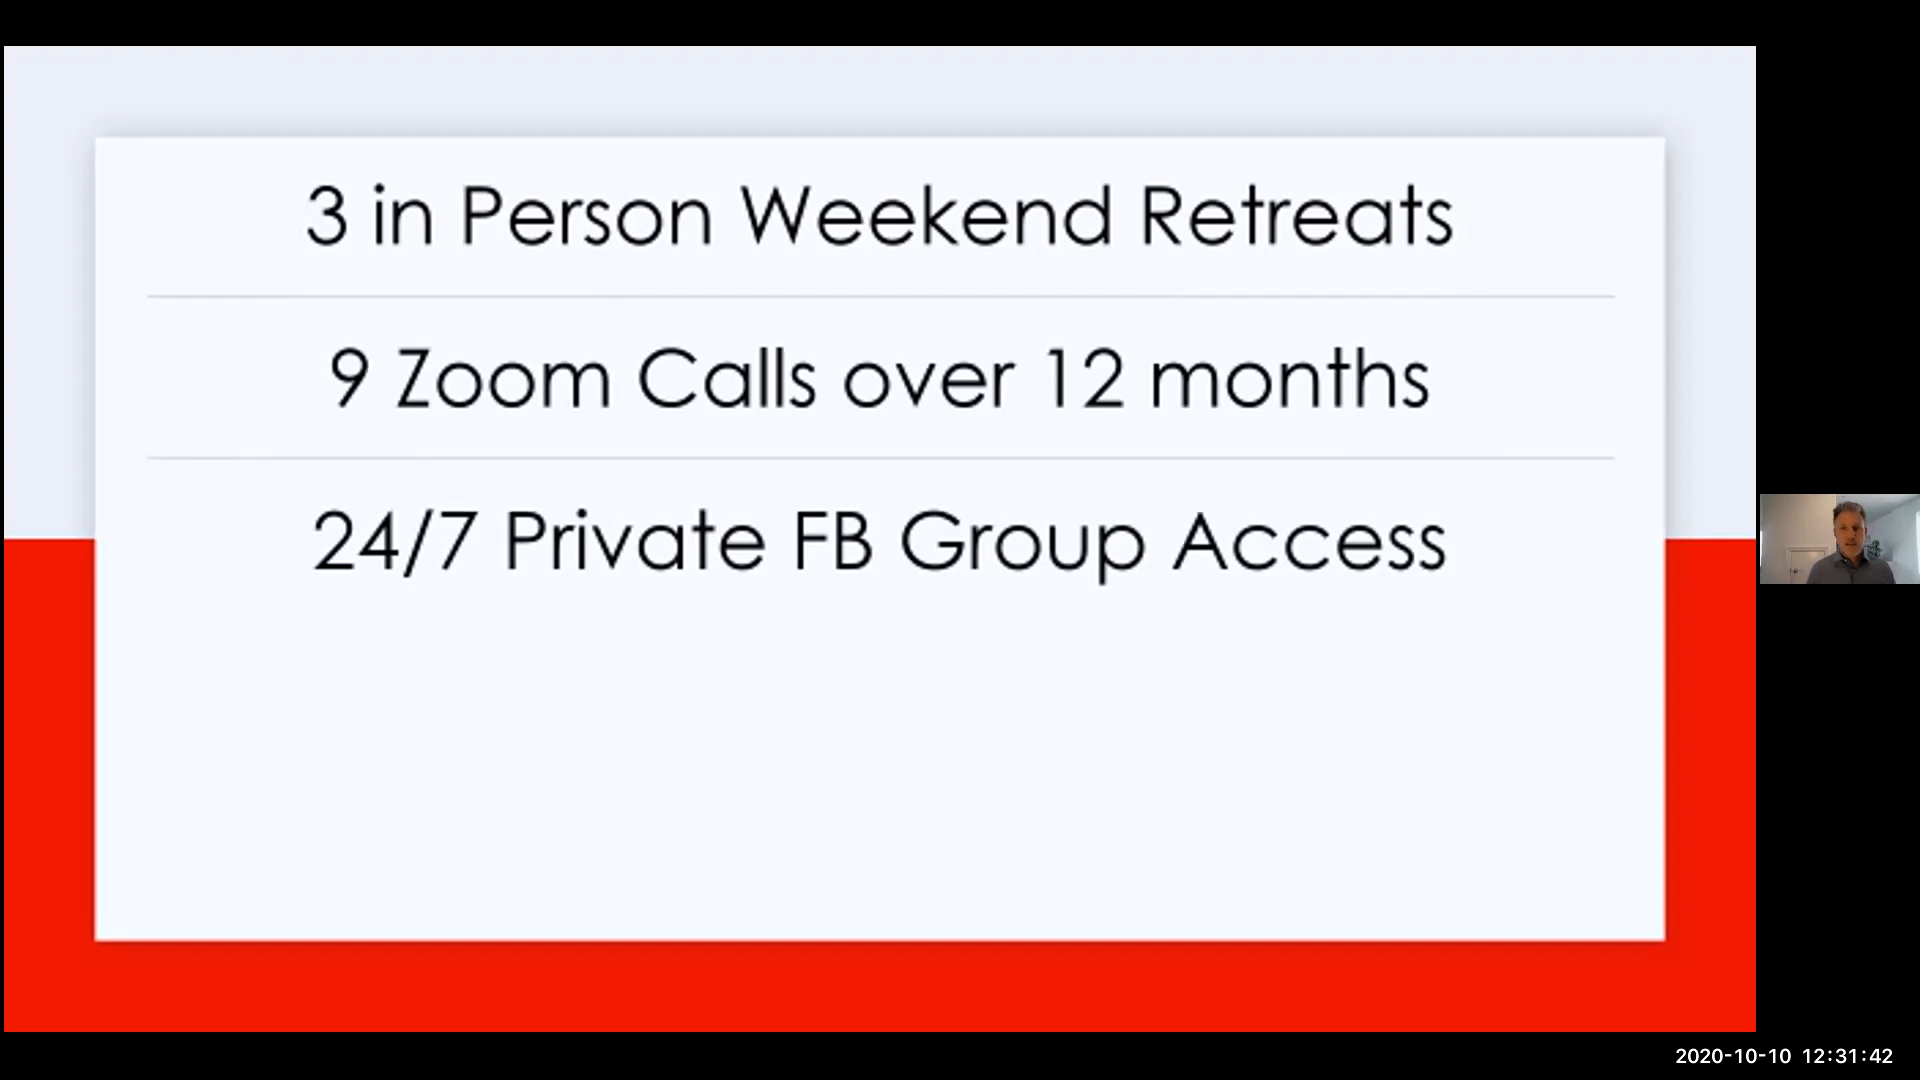 3 in Person Weekend Retreats
9 Zoom Calls over 12 months
24/7 Private FB Group Access
2020-10-10 12:31:42